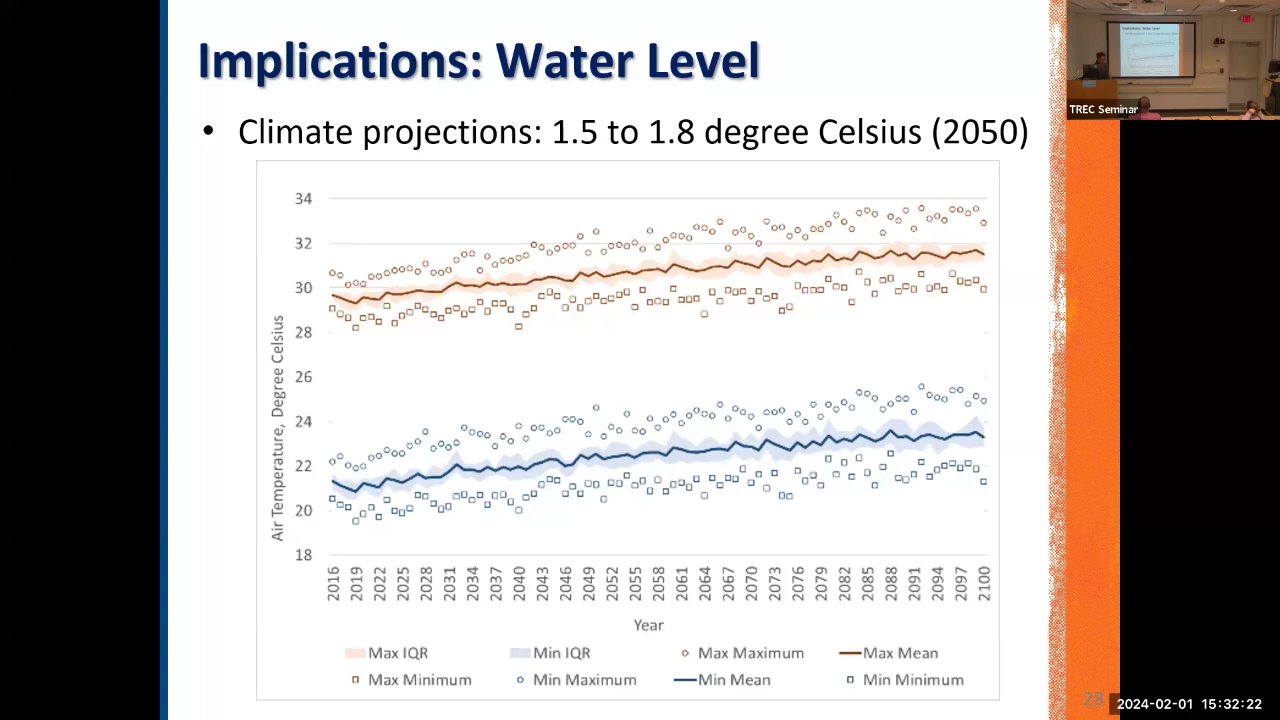 Implications: Water Level
• Climate projections: 1.5 to 1.8 degree Celsius (2050)
34
32
30
28
26
24
22
20
18
Air Temperature, Degree Celsius
2016 2019 2022 2025 2028 2031 2034 2037 2040 2043 2046 2049 2052 2055 2058 2061 2064 2067 2070 2073 2076 2079 2082 2085 2088 2091 2094 2097 2100
Year
Max IQR Min IQR Max Maximum Max Mean
Max Minimum Min Maximum Min Mean Min Minimum
28
TREC Seminar
2024-02-01 15:32:22